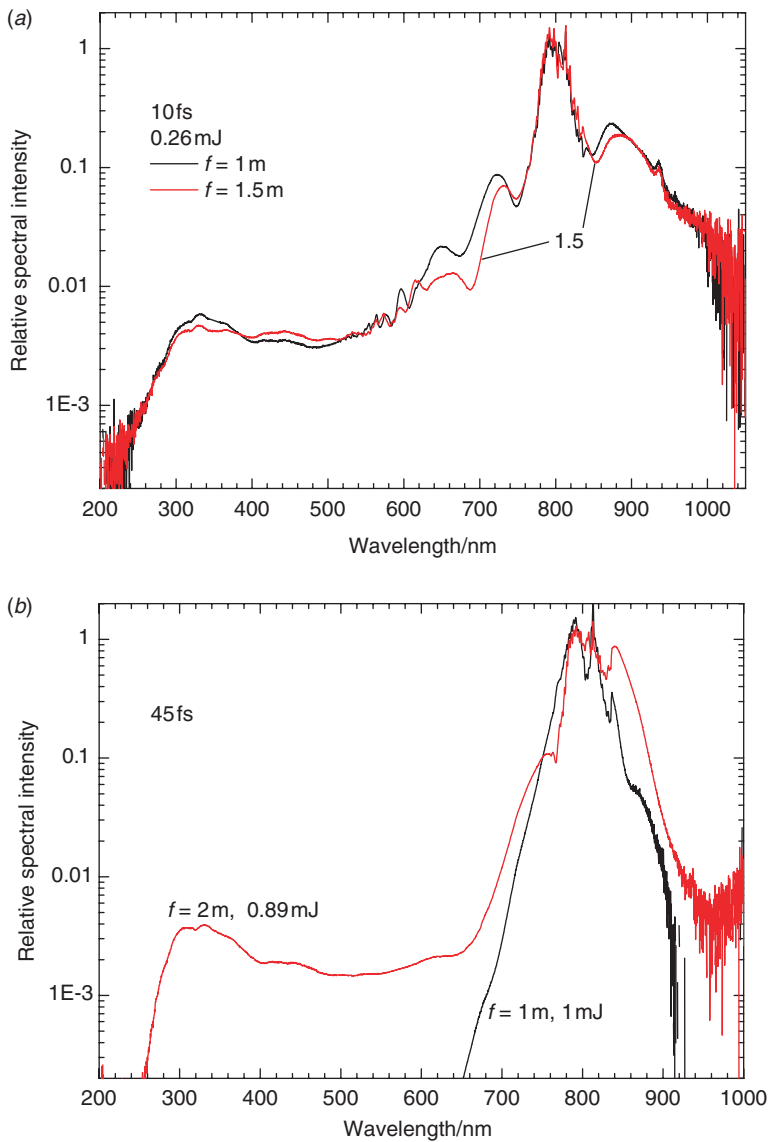 (a)
1
0.1
0.01
1E-3
Relative spectral intensity
10fs
0.26mJ
f = 1m
f = 1.5m
1.5
200 300 400 500 600 700 800 900 1000
Wavelength/nm
(b)
1
0.1
0.01
1E-3
Relative spectral intensity
45fs
f = 2m, 0.89mJ
f = 1m, 1mJ
200 300 400 500 600 700 800 900 1000
Wavelength/nm